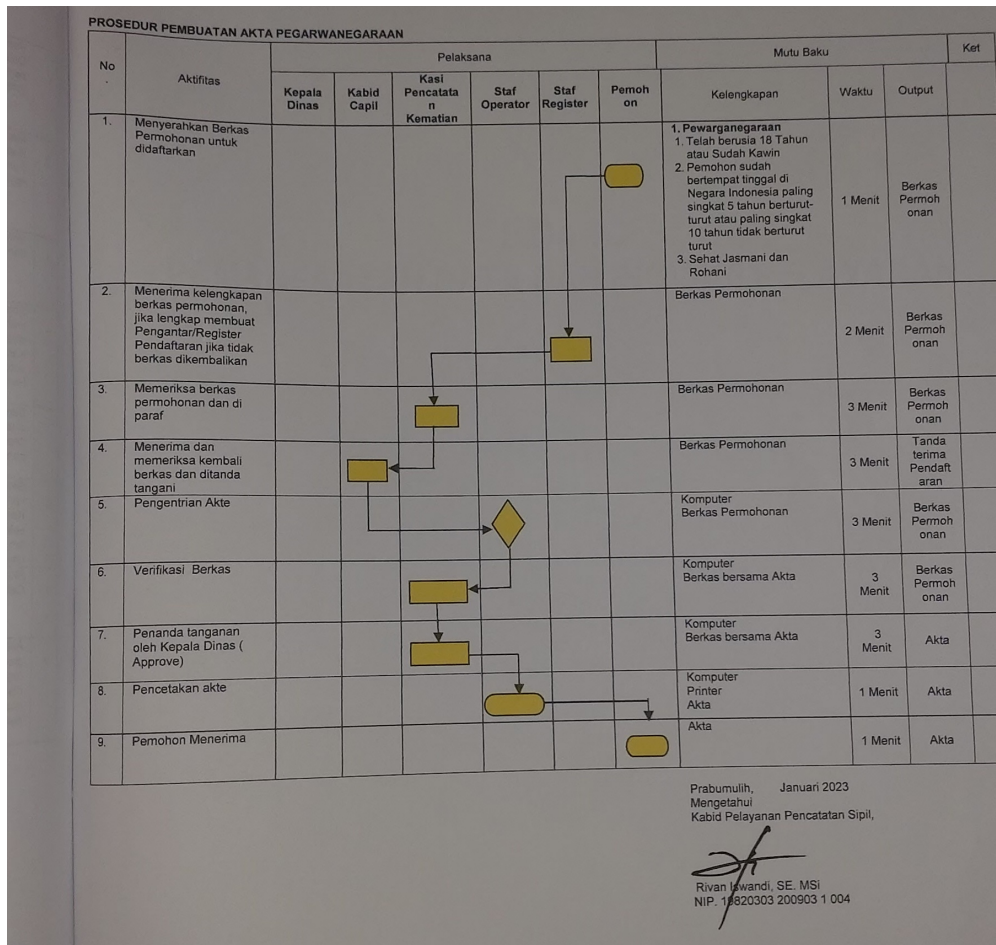 PROSEDUR PEMBUATAN AKTA PEGARWANEGARAAN
No
.
Aktifitas
Pelaksana
Mutu Baku
Ket
Kepala
Dinas
Kabid
Capil
Kasi
Pencatata
n
Kematian
Staf
Operator
Staf
Register
Pemoh
on
Kelengkapan
Waktu
Output
1.
Menyerahkan Berkas
Permohonan untuk
didaftarkan
1. Pewarganegaraan
1. Telah berusia 18 Tahun
atau Sudah Kawin
2. Pemohon sudah
bertempat tinggal di
Negara Indonesia paling
singkat 5 tahun berturut-
turut atau paling singkat
10 tahun tidak berturut
turut
3. Sehat Jasmani dan
Rohani
1 Menit
Berkas
Permoh
onan
2.
Menerima kelengkapan
berkas permohonan,
jika lengkap membuat
Pengantar/Register
Pendaftaran jika tidak
berkas dikembalikan
Berkas Permohonan
2 Menit
Berkas
Permoh
onan
3.
Memeriksa berkas
permohonan dan di
paraf
Berkas Permohonan
3 Menit
Berkas
Permoh
onan
4.
Menerima dan
memeriksa kembali
berkas dan ditanda
tangani
Berkas Permohonan
3 Menit
Tanda
terima
Pendaft
aran
5.
Pengentrian Akte
Komputer
Berkas Permohonan
3 Menit
Berkas
Permoh
onan
6.
Verifikasi Berkas
Komputer
Berkas bersama Akta
3
Menit
Berkas
Permoh
onan
7.
Penanda tanganan
oleh Kepala Dinas (
Approve)
Komputer
Berkas bersama Akta
3
Menit
Akta
8.
Pencetakan akte
Komputer
Printer
Akta
1 Menit
Akta
9.
Pemohon Menerima
Akta
1 Menit
Akta
Prabumulih, Januari 2023
Mengetahui
Kabid Pelayanan Pencatatan Sipil,
Rivan Iswandi, SE. MSi
NIP. 19820303 200903 1 004